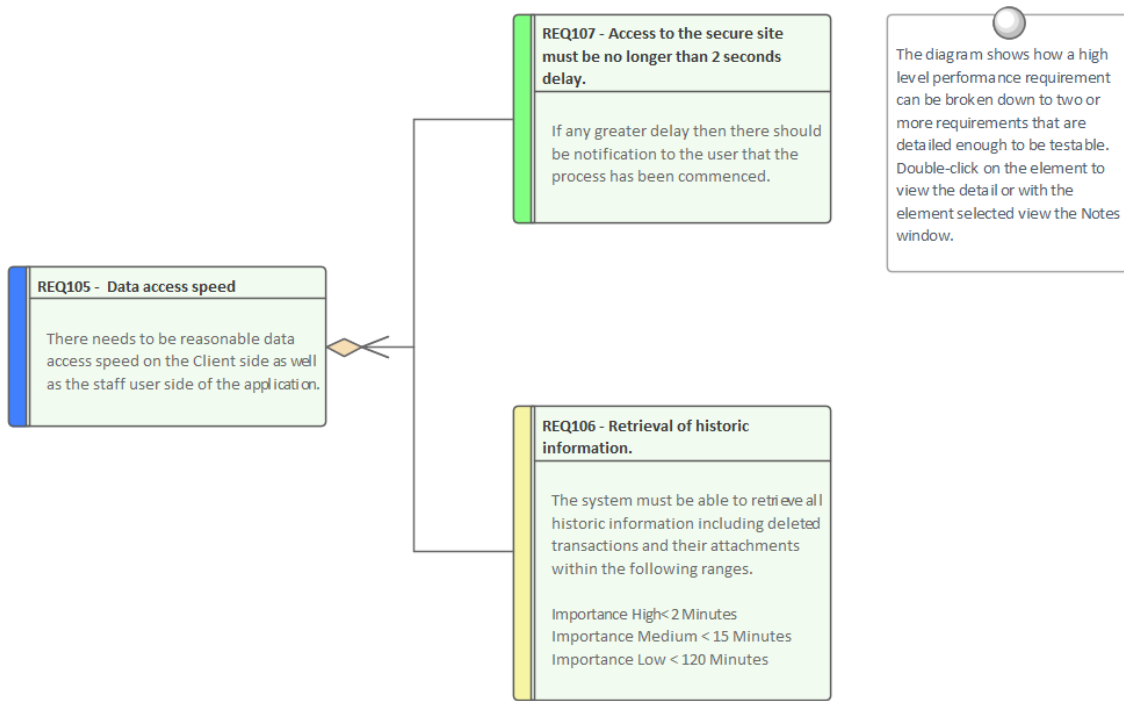 REQ107 - Access to the secure site
must be no longer than 2 seconds
delay.
If any greater delay then there should
be notification to the user that the
process has been commenced.
The diagram shows how a high
level performance requirement
can be broken down to two or
more requirements that are
detailed enough to be testable.
Double-click on the element to
view the detail or with the
element selected view the Notes
window.
REQ105 - Data access speed
There needs to be reasonable data
access speed on the Client side as well
as the staff user side of the application.
REQ106 - Retrieval of historic
information.
The system must be able to retrieve all
historic information including deleted
transactions and their attachments
within the following ranges.
Importance High< 2 Minutes
Importance Medium < 15 Minutes
Importance Low < 120 Minutes